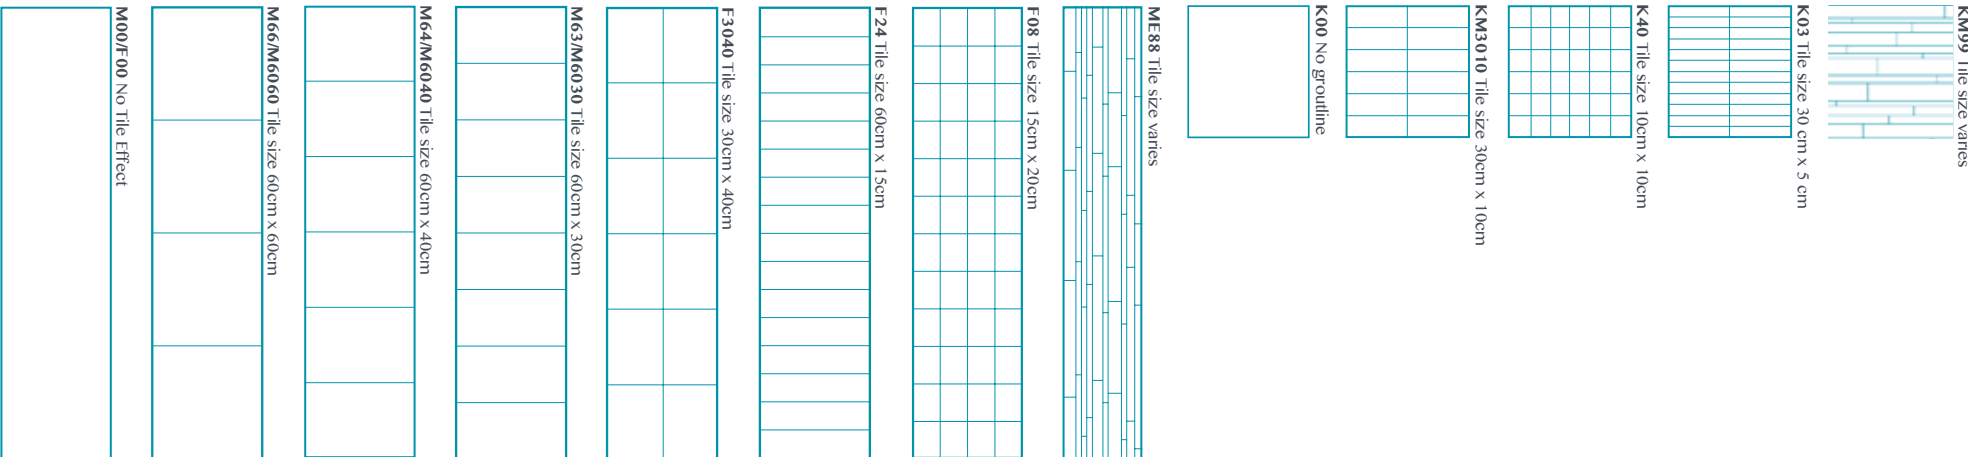 M00/F00 No Tile Effect
M66/M6060 Tile size 60cm x 60cm
M64/M6040 Tile size 60cm x 40cm
M63/M6030 Tile size 60cm x 30cm
F3040 Tile size 30cm x 40cm
F24 Tile size 60cm x 15cm
F08 Tile size 15cm x 20cm
ME88 Tile size varies
K00 No groutline
KM3010 Tile size 30cm x 10cm
K40 Tile size 10cm x 10cm
K03 Tile size 30 cm x 5 cm
KM99 Tile size varies